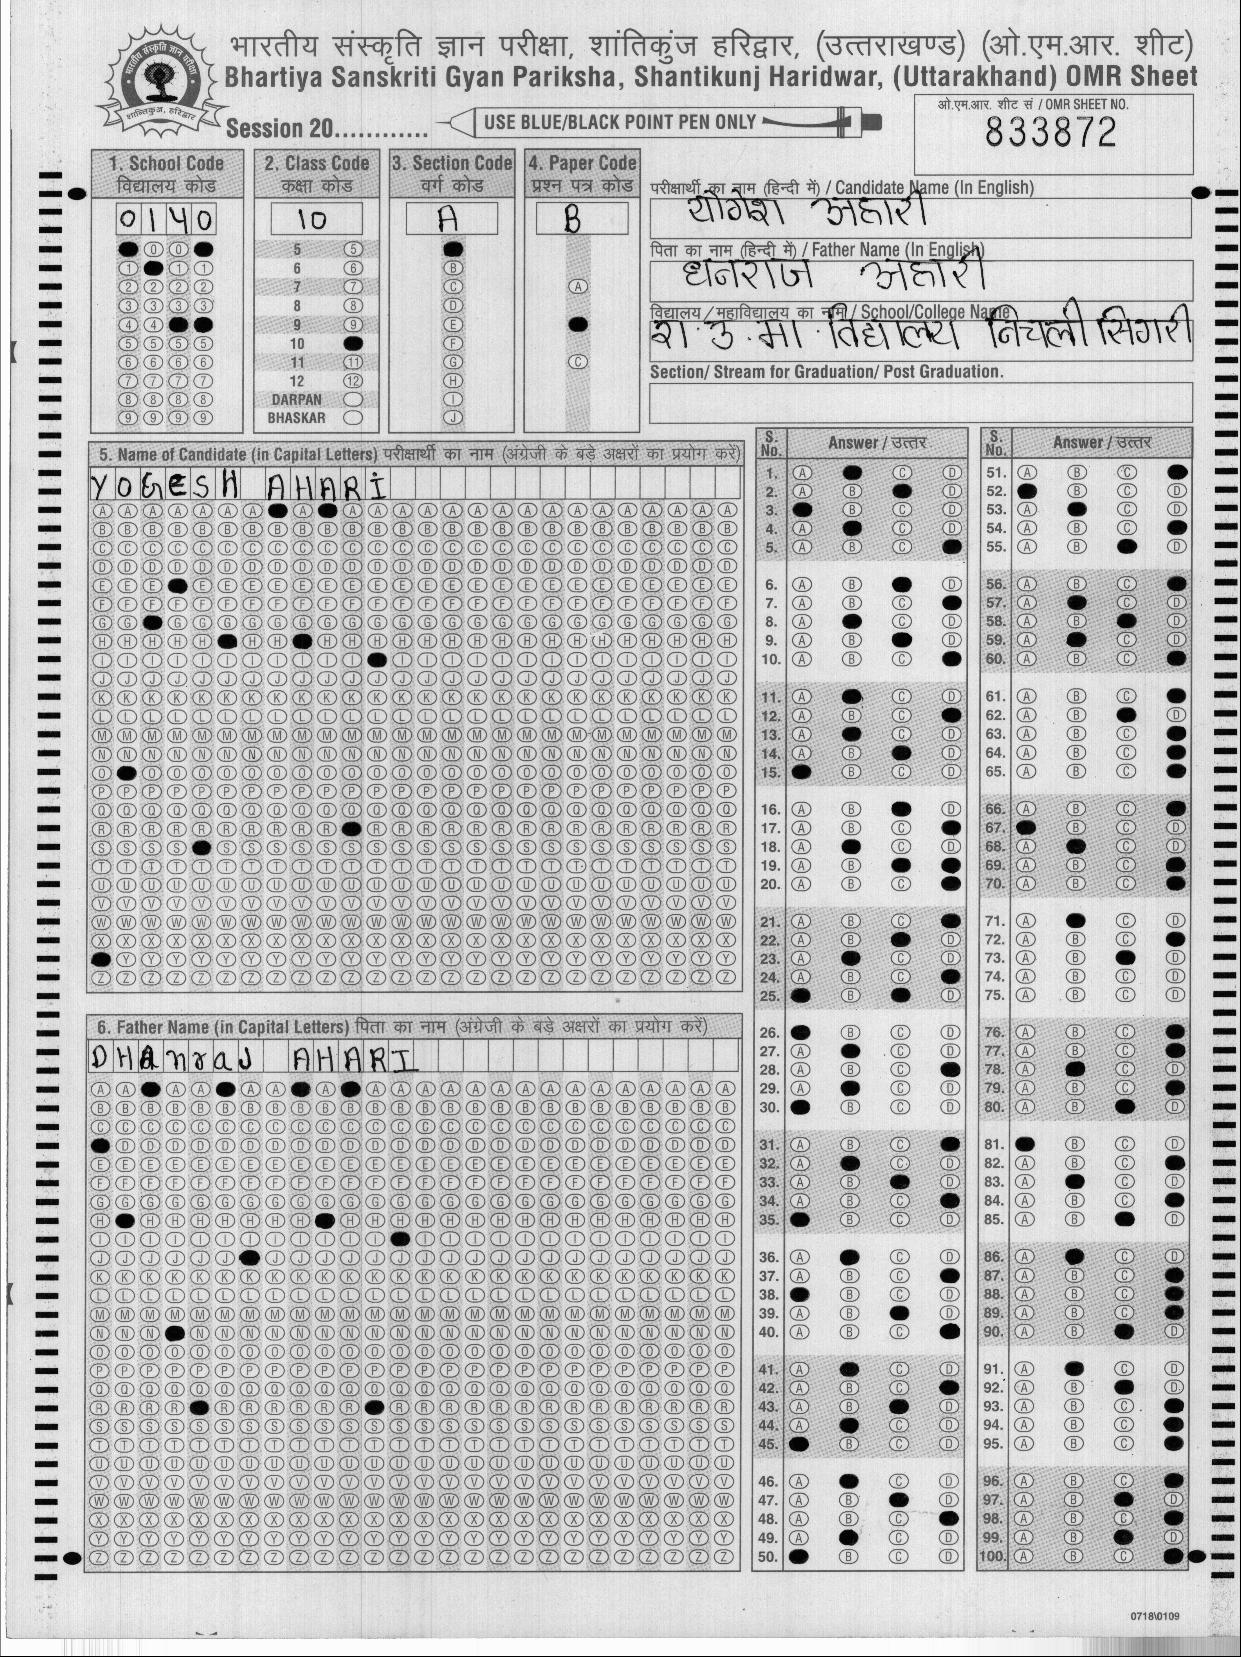 भारतीय संस्कृति ज्ञान परीक्षा, शांतिकुंज हरिद्वार, (उत्तराखण्ड) (ओ.एम.आर. शीट)
Bhartiya Sanskriti Gyan Pariksha, Shantikunj Haridwar, (Uttarakhand) OMR Sheet
Session 20............
USE BLUE/BLACK POINT PEN ONLY
ओ.एम.आर. शीट सं / OMR SHEET NO.
833872
1. School Code
विद्यालय कोड
0140
2. Class Code
कक्षा कोड
10
5 6 7 8 9 10 11 12
DARPAN
BHASKAR
3. Section Code
वर्ग कोड
A
4. Paper Code
प्रश्न पत्र कोड
B
परीक्षार्थी का नाम (हिन्दी में) / Candidate Name (In English)
योगेश अहारी
पिता का नाम (हिन्दी में) / Father Name (In English)
धनराज अहारी
विद्यालय/महाविद्यालय का नाम / School/College Name
रा.उ.मा.विद्यालय निचली सिगरी
Section/ Stream for Graduation/ Post Graduation.
5. Name of Candidate (in Capital Letters) परीक्षार्थी का नाम (अंग्रेजी के बड़े अक्षरों का प्रयोग करें)
YOGESH AHARI
6. Father Name (in Capital Letters) पिता का नाम (अंग्रेजी के बड़े अक्षरों का प्रयोग करें)
DHanraJ AHARI
S. No. Answer / उत्तर
S. No. Answer / उत्तर
0718\0109